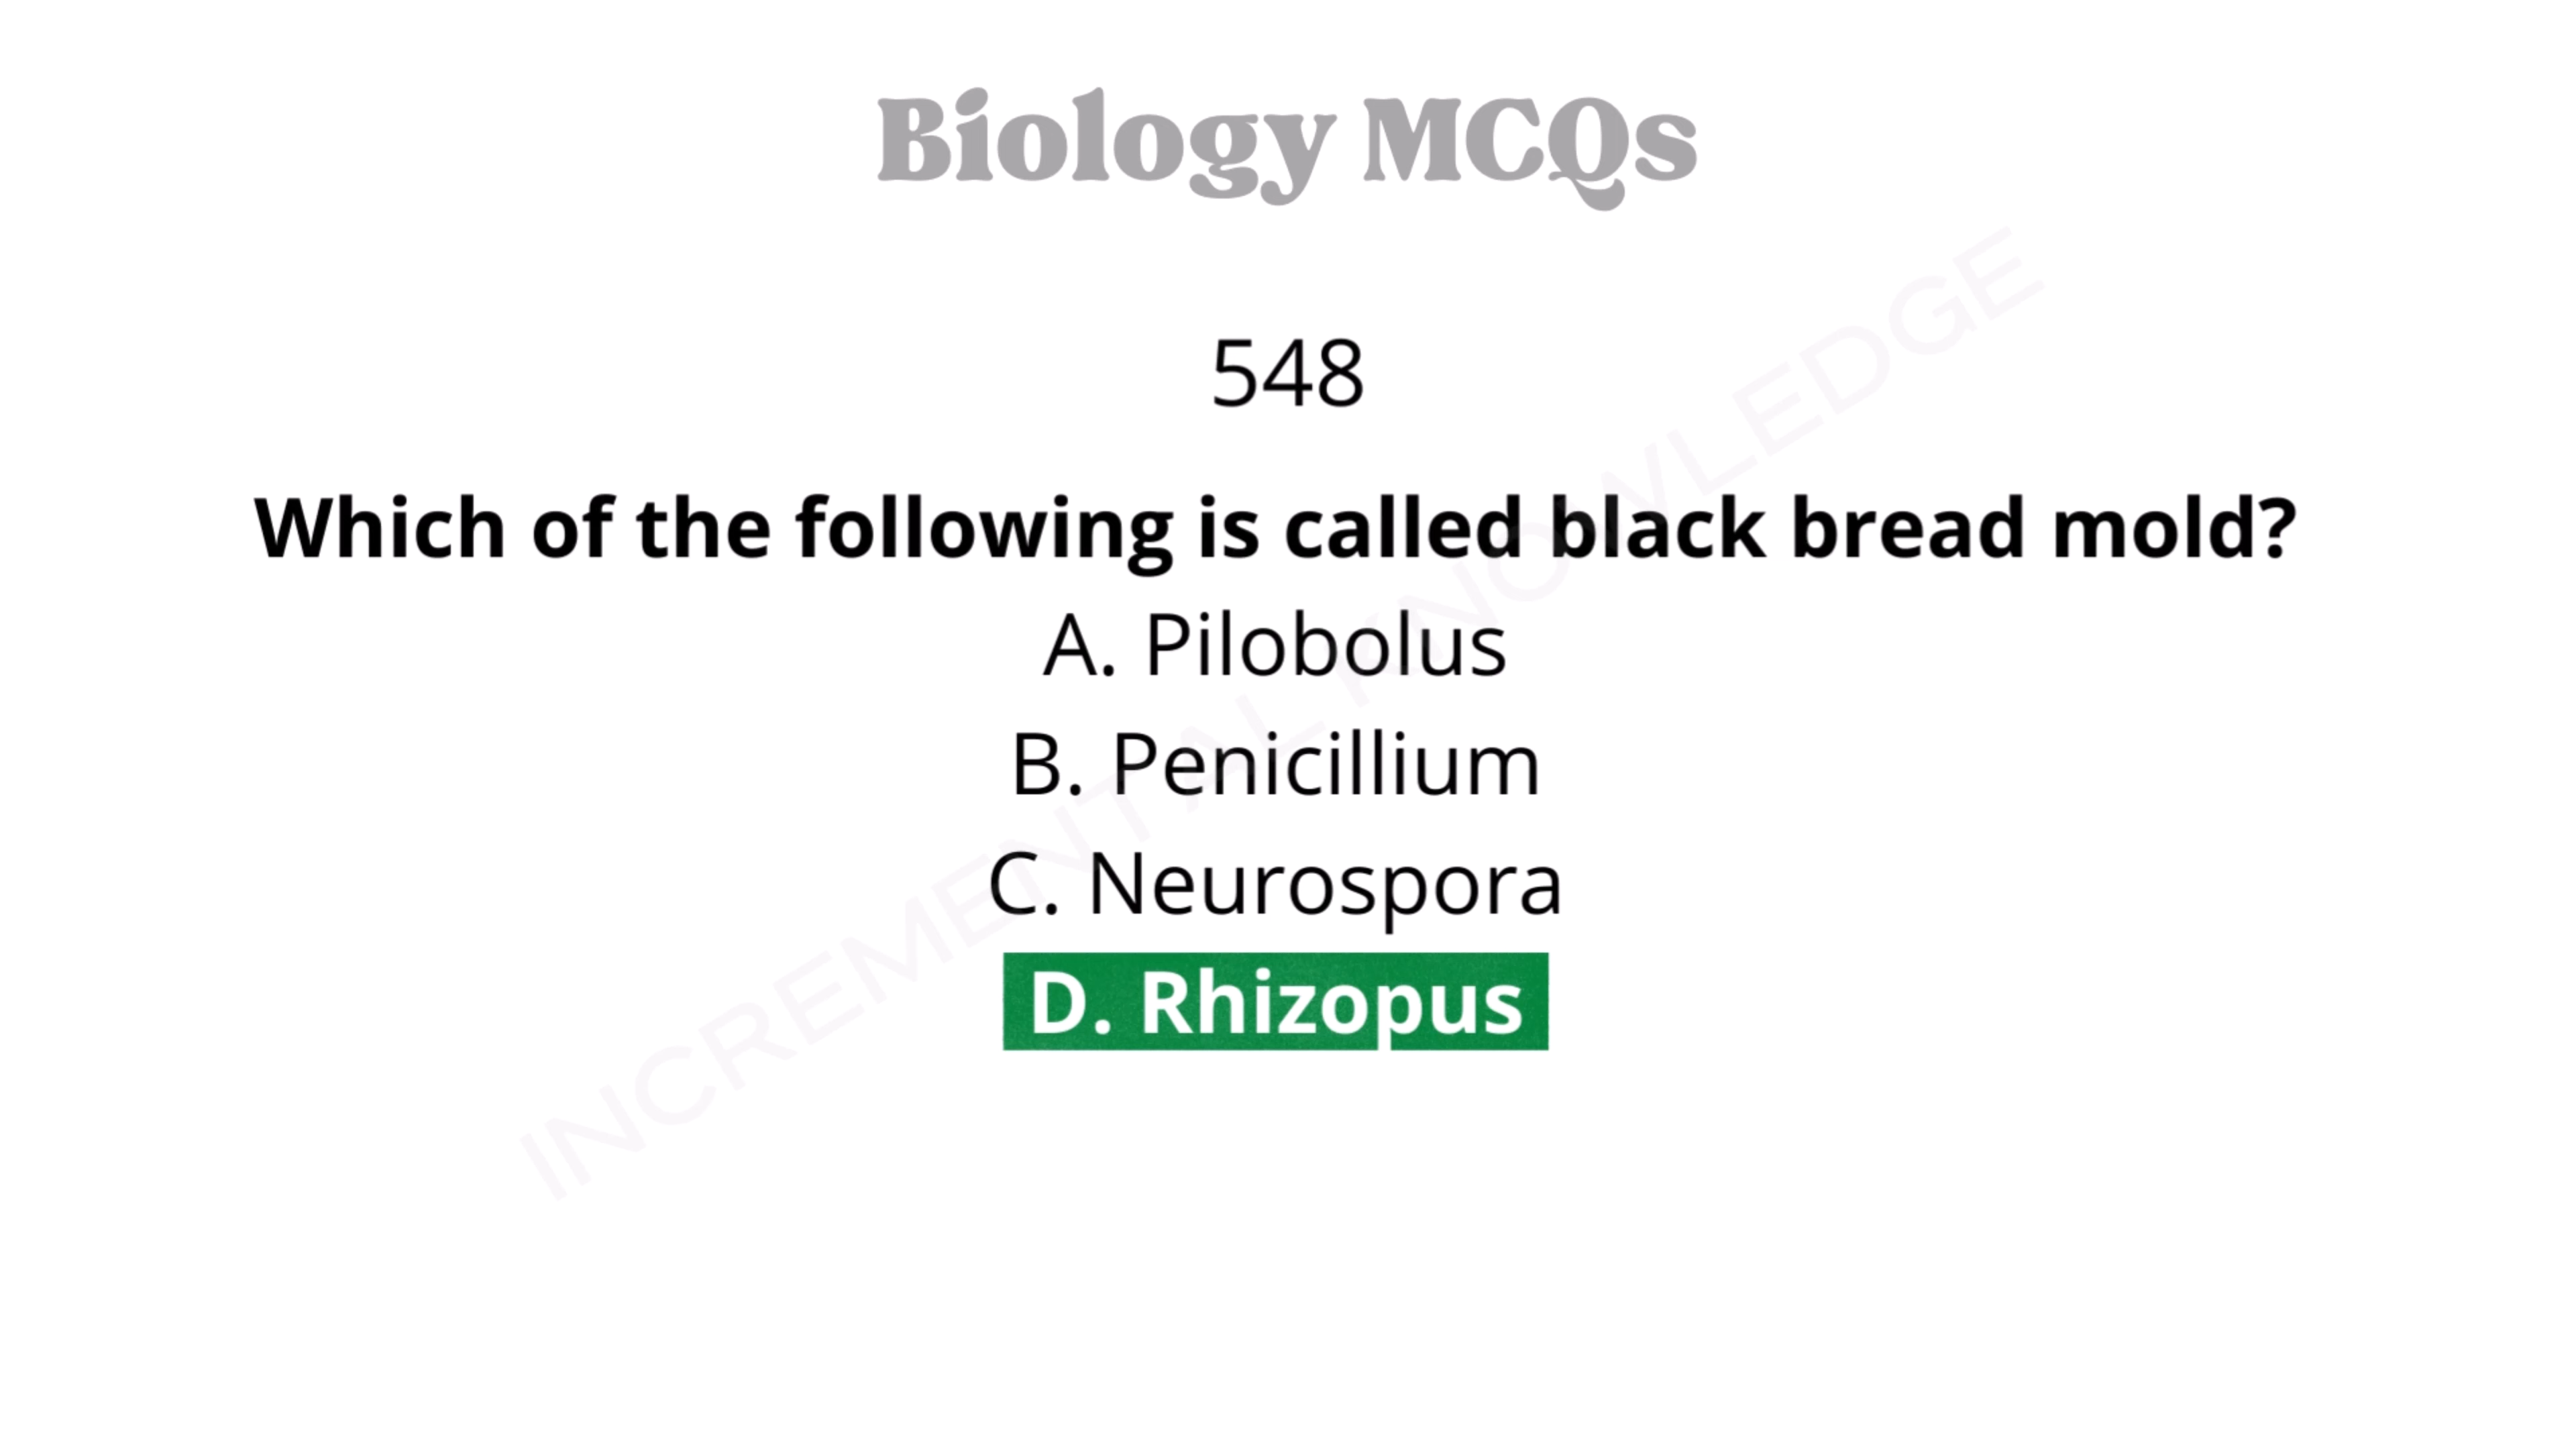 Biology MCQs
548
Which of the following is called black bread mold?
A. Pilobolus
B. Penicillium
C. Neurospora
D. Rhizopus
INCREMENTAL KNOWLEDGE